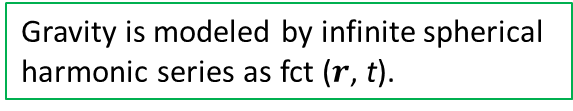 Gravity is modeled by infinite spherical
harmonic series as fct (r, t).